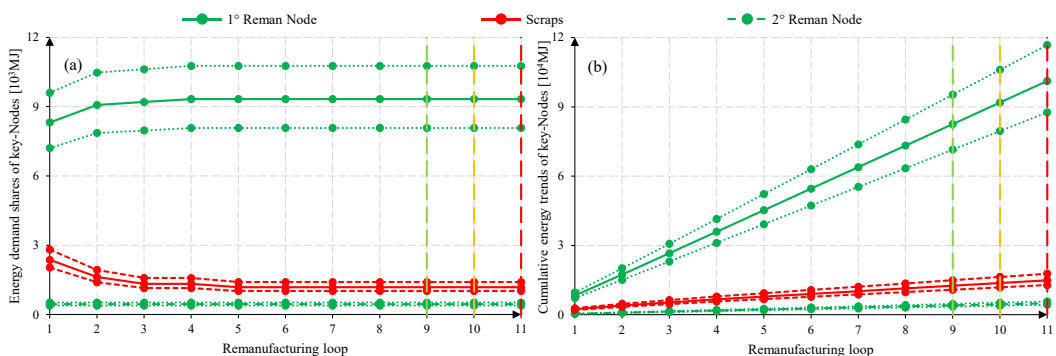 1° Reman Node Scraps 2° Reman Node
(a)
Energy demand shares of key-Nodes [10³MJ]
12
9
6
3
0
1 2 3 4 5 6 7 8 9 10 11
Remanufacturing loop
(b)
Cumulative energy trends of key-Nodes [10⁴MJ]
12
9
6
3
0
1 2 3 4 5 6 7 8 9 10 11
Remanufacturing loop